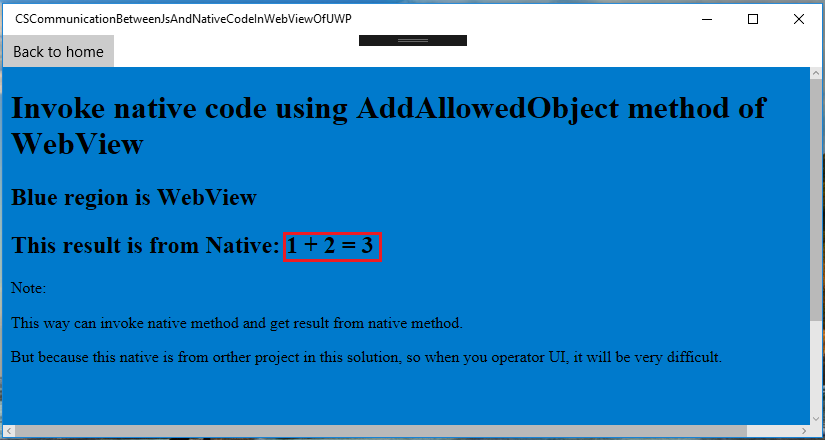 CSCommunicationBetweenJsAndNativeCodeInWebViewOfUWP
Back to home
Invoke native code using AddAllowedObject method of
WebView
Blue region is WebView
This result is from Native: 1 + 2 = 3
Note:
This way can invoke native method and get result from native method.
But because this native is from orther project in this solution, so when you operator UI, it will be very difficult.